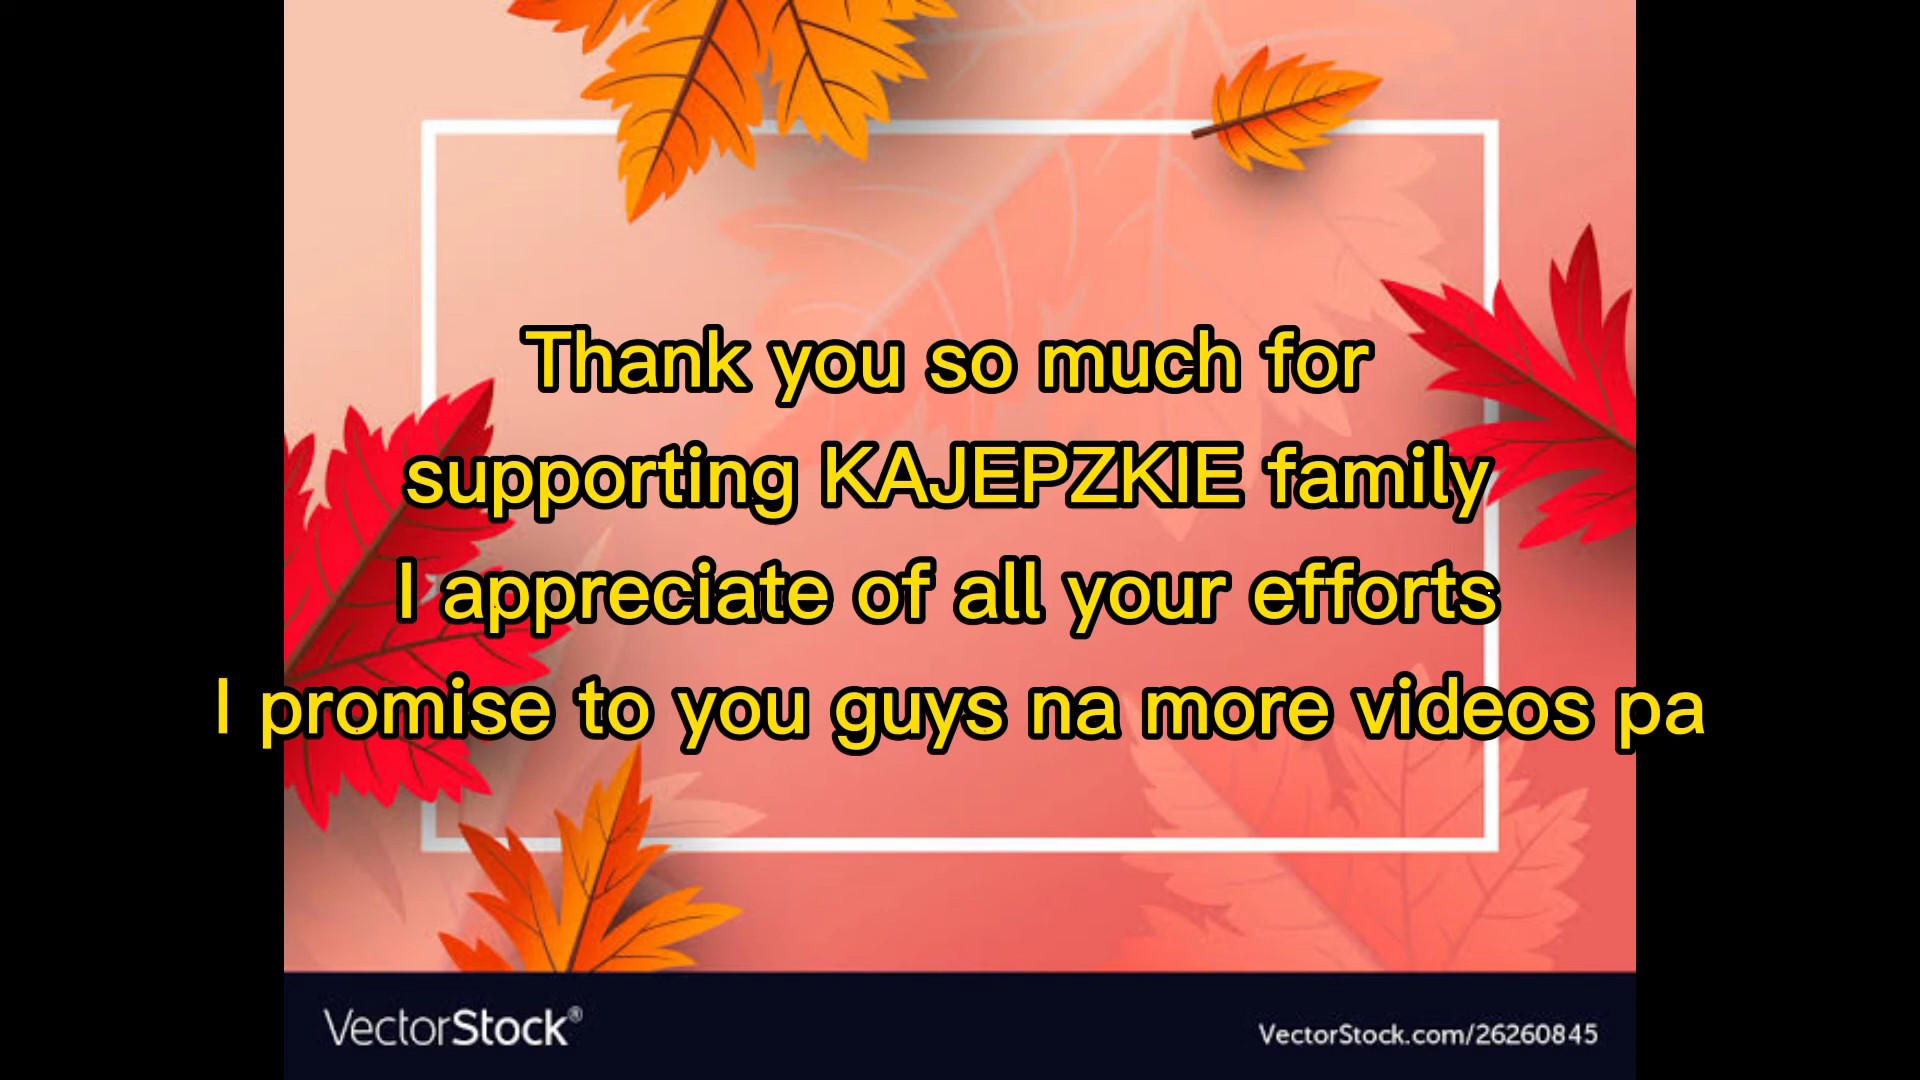 Thank you so much for
supporting KAJEPZKIE family
I appreciate of all your efforts
I promise to you guys na more videos pa
VectorStock®
VectorStock.com/26260845